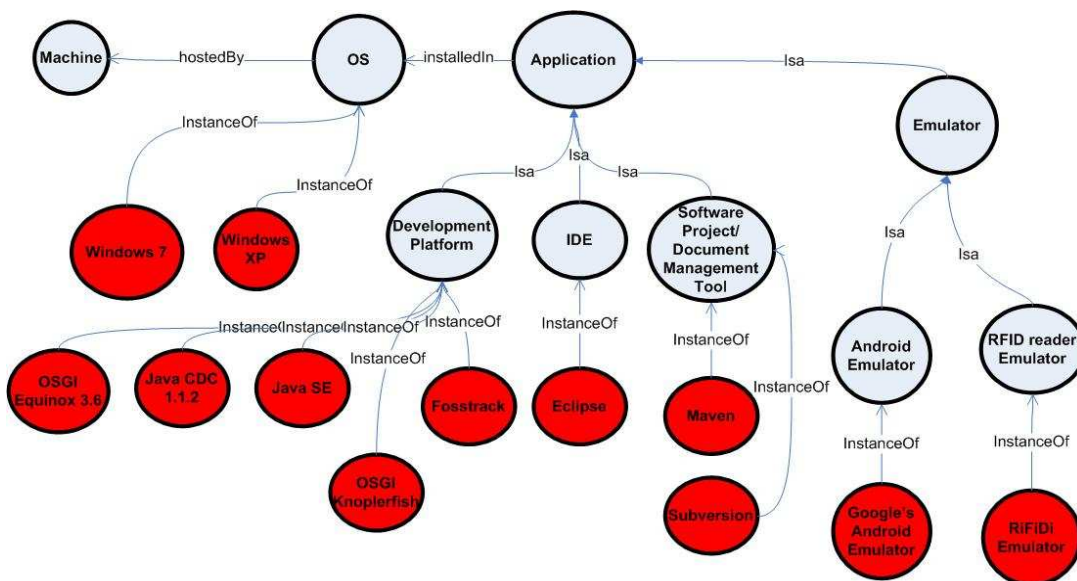 Machine
hostedBy
OS
installedIn
Application
Isa
Emulator
InstanceOf
InstanceOf
Isa
Isa
Isa
Windows 7
Windows
XP
Development
Platform
IDE
Software
Project/
Document
Management
Tool
Isa
Isa
InstanceOf
InstanceOf
InstanceOf
InstanceOf
InstanceOf
InstanceOf
InstanceOf
InstanceOf
Android
Emulator
RFID reader
Emulator
OSGI
Equinox 3.6
Java CDC
1.1.2
Java SE
Fosstrack
Eclipse
Maven
InstanceOf
InstanceOf
OSGI
Knoplerfish
Subversion
Google's
Android
Emulator
RiFIDi
Emulator